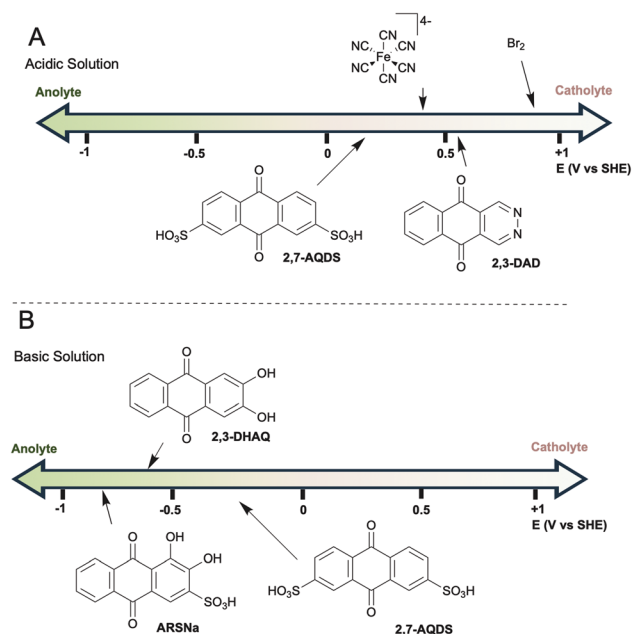 A
Acidic Solution
4-
CN
NC CN
Fe
NC CN
CN
Br2
Anolyte
Catholyte
-1 -0.5 0 0.5 +1
E (V vs SHE)
O
HO3S SO3H
O
2,7-AQDS
O
N
N
O
2,3-DAD
B
Basic Solution
O
OH
OH
O
2,3-DHAQ
Anolyte
Catholyte
-1 -0.5 0 0.5 +1
E (V vs SHE)
O OH
OH
SO3H
O
ARSNa
O
HO3S SO3H
O
2,7-AQDS